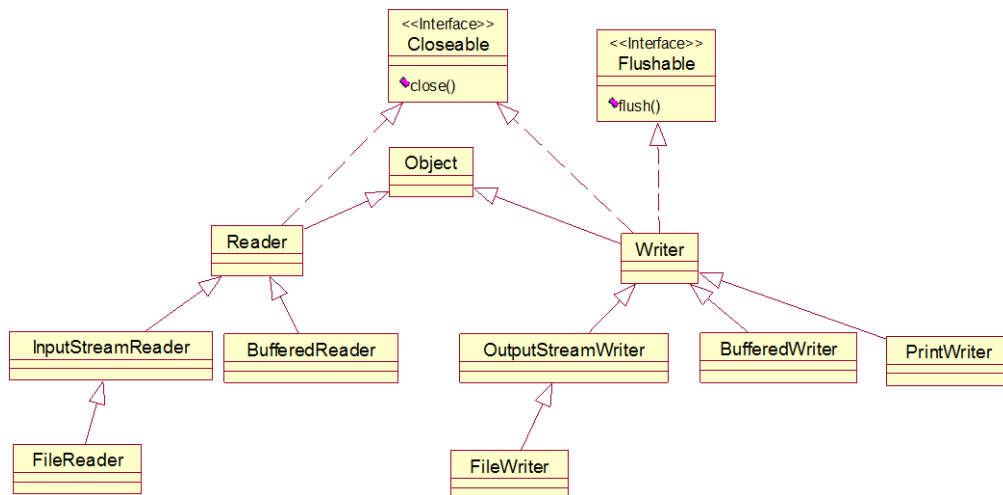 <<Interface>>
Closeable
close()
<<Interface>>
Flushable
flush()
Object
Reader
Writer
InputStreamReader
BufferedReader
OutputStreamWriter
BufferedWriter
PrintWriter
FileReader
FileWriter